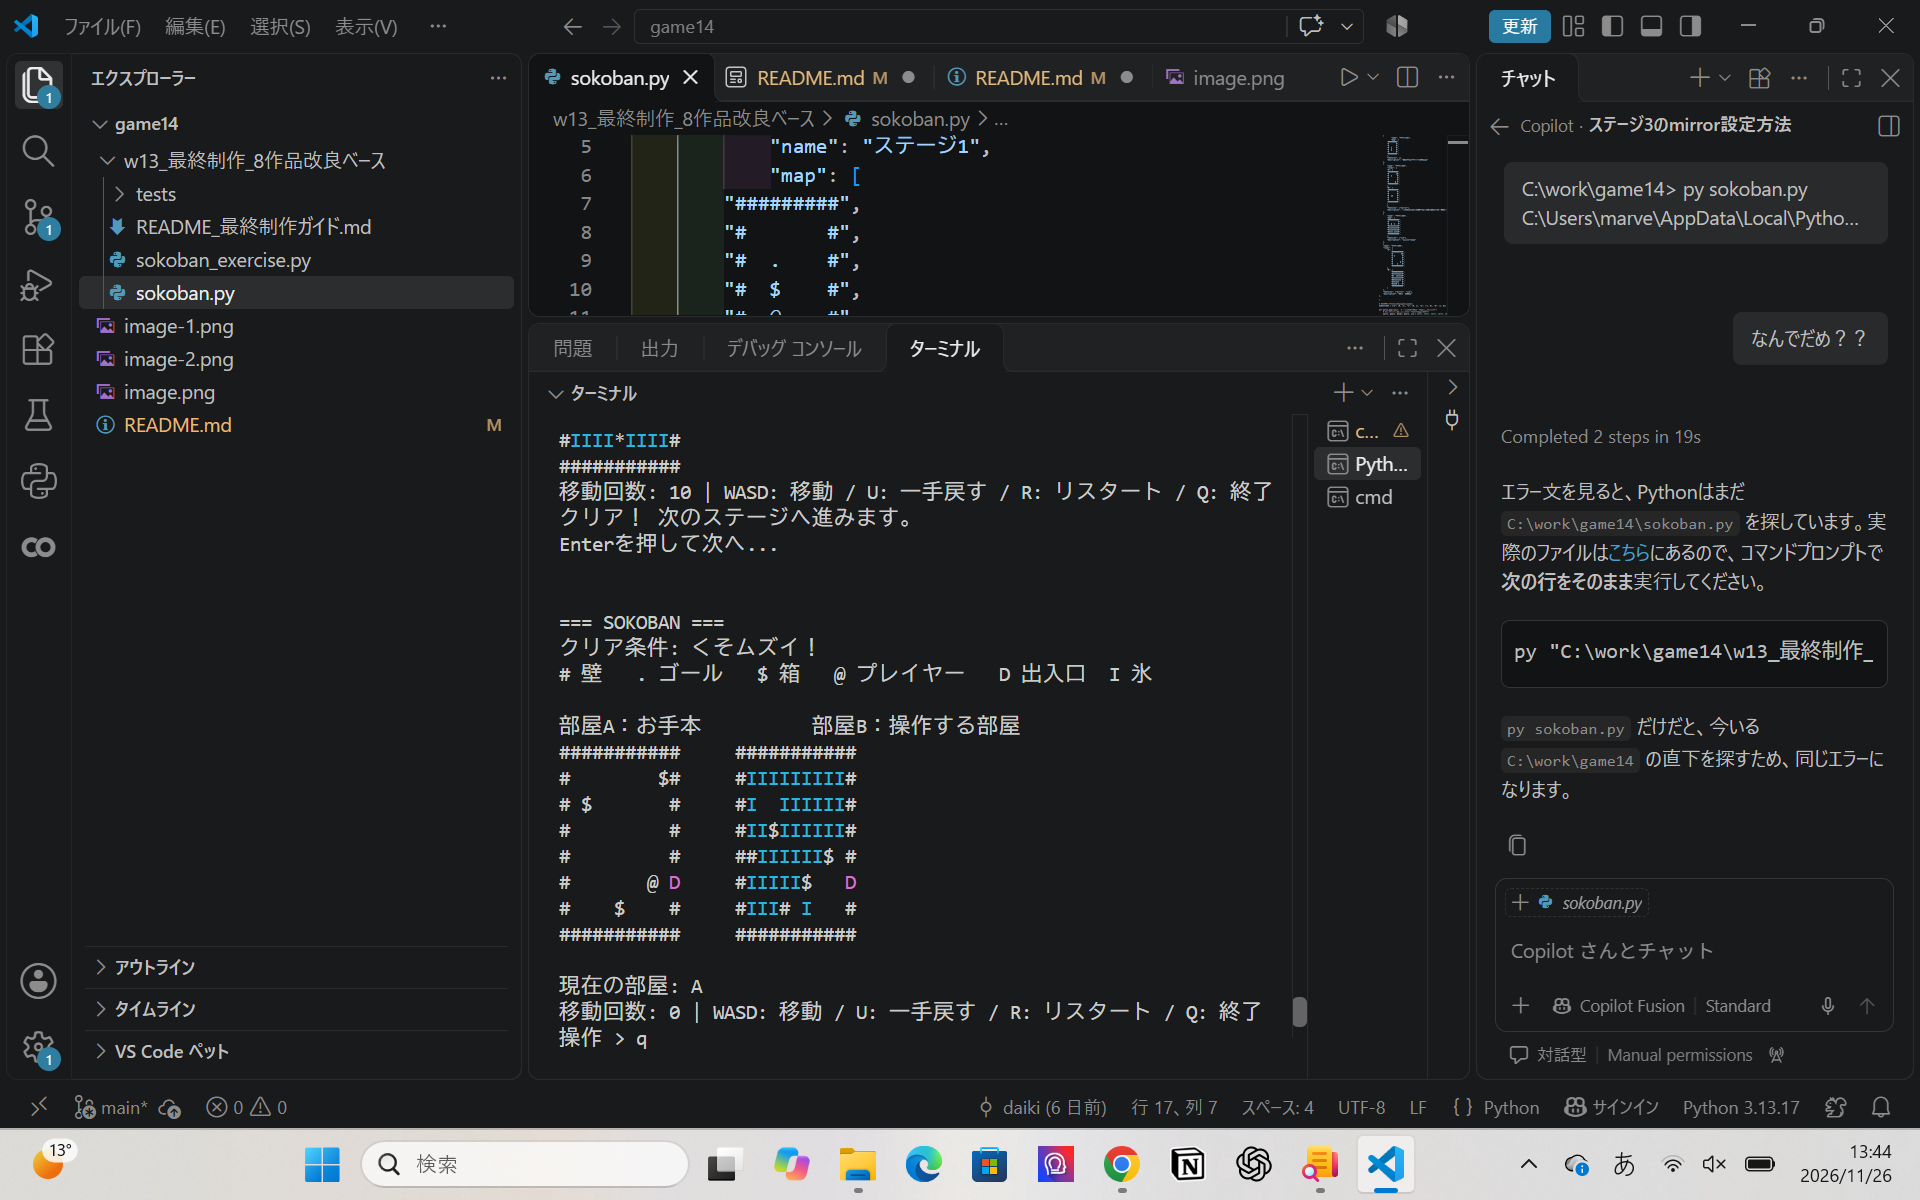 ファイル(F) 編集(E) 選択(S) 表示(V) ···
game14
更新
エクスプローラー
game14
w13_最終制作_8作品改良ベース
tests
README_最終制作ガイド.md
sokoban_exercise.py
sokoban.py
image-1.png
image-2.png
image.png
README.md M
アウトライン
タイムライン
VS Code ペット
sokoban.py
README.md M
README.md M
image.png
w13_最終制作_8作品改良ベース > sokoban.py > ...
5 "name": "ステージ1",
6 "map": [
7 "#########",
8 "#       #",
9 "#  .    #",
10 "#  $    #",
問題 出力 デバッグ コンソール ターミナル
ターミナル
#IIII*IIII#
###########
移動回数: 10 | WASD: 移動 / U: 一手戻す / R: リスタート / Q: 終了
クリア! 次のステージへ進みます。
Enterを押して次へ...
=== SOKOBAN ===
クリア条件: くそムズイ!
# 壁   . ゴール   $ 箱   @ プレイヤー   D 出入口  I 氷
部屋A:お手本          部屋B:操作する部屋
###########     ###########
#        $#     #IIIIIIIII#
# $       #     #I  IIIIII#
#         #     #II$IIIIII#
#         #     ##IIIIII$ #
#       @ D     #IIIII$   D
#    $    #     #III# I   #
###########     ###########
現在の部屋: A
移動回数: 0 | WASD: 移動 / U: 一手戻す / R: リスタート / Q: 終了
操作 > q
c...
Pyth...
cmd
チャット
Copilot · ステージ3のmirror設定方法
C:\work\game14> py sokoban.py
C:\Users\marve\AppData\Local\Pytho...
なんでだめ??
Completed 2 steps in 19s
エラー文を見ると、Pythonはまだ
C:\work\game14\sokoban.py を探しています。実
際のファイルはこちらにあるので、コマンドプロンプトで
次の行をそのまま実行してください。
py "C:\work\game14\w13_最終制作_
py sokoban.py だけだと、今いる
C:\work\game14 の直下を探すため、同じエラーに
なります。
sokoban.py
Copilot さんとチャット
Copilot Fusion Standard
対話型 Manual permissions
main* 0 0
daiki (6 日前) 行 17、列 7 スペース: 4 UTF-8 LF { } Python サインイン Python 3.13.17
13°
検索
あ
13:44
2026/11/26